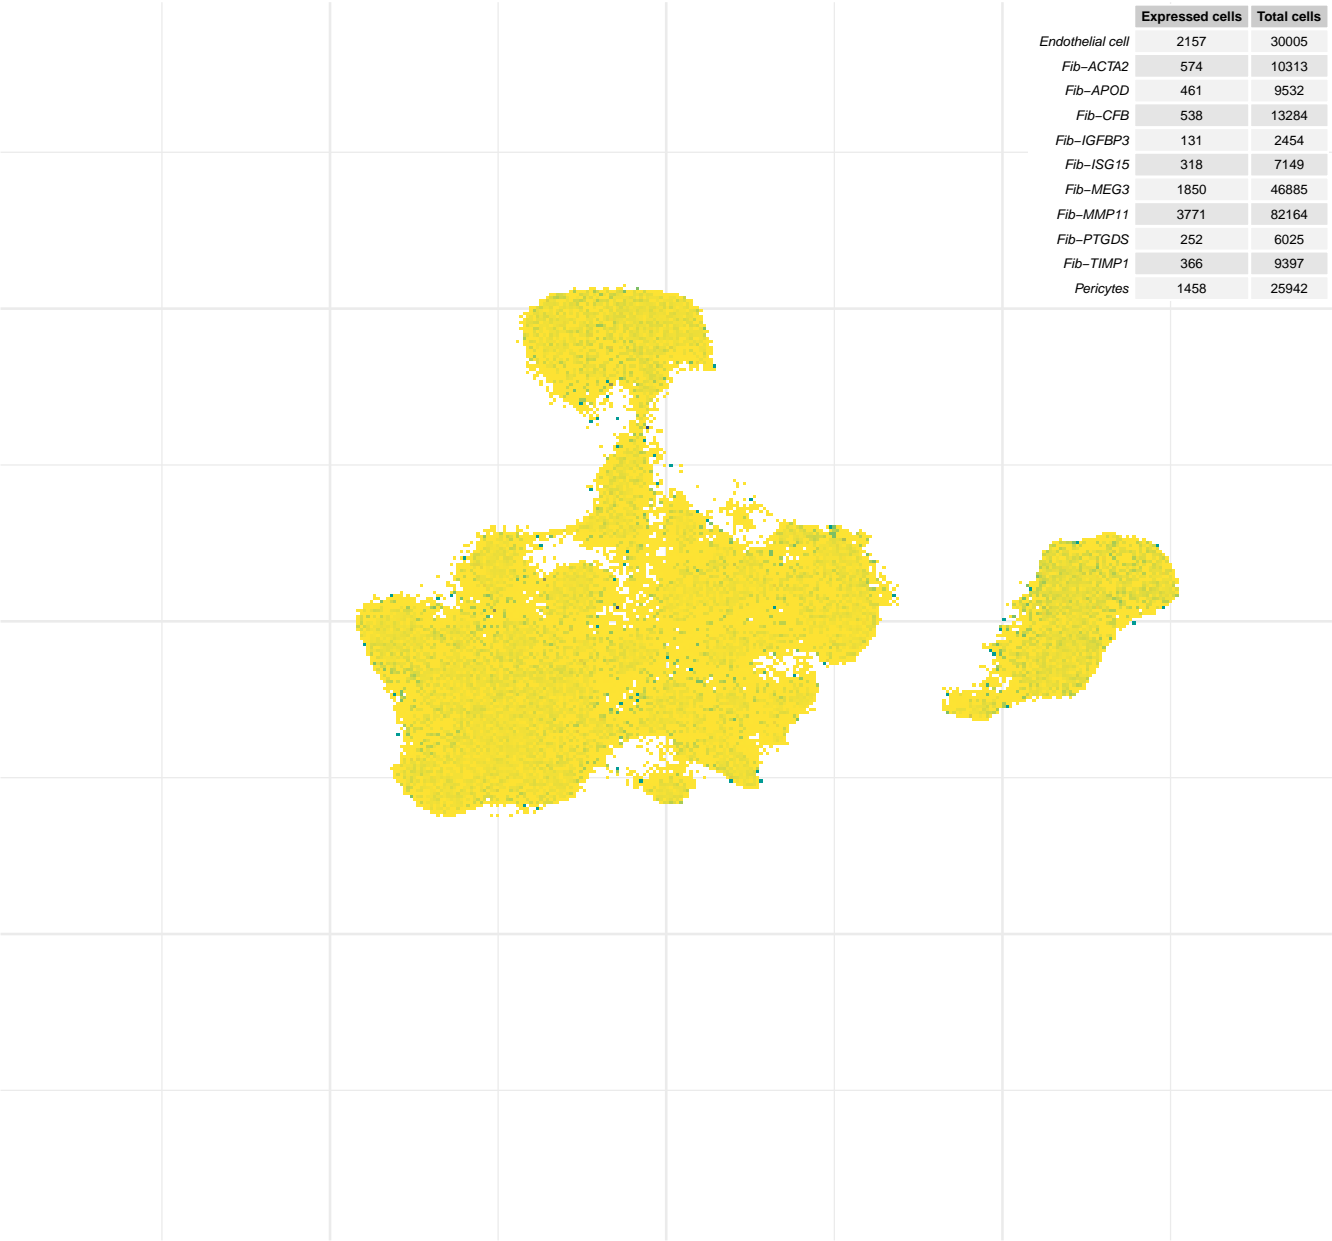 Expressed cells Total cells
Endothelial cell 2157 30005
Fib−ACTA2 574 10313
Fib−APOD 461 9532
Fib−CFB 538 13284
Fib−IGFBP3 131 2454
Fib−ISG15 318 7149
Fib−MEG3 1850 46885
Fib−MMP11 3771 82164
Fib−PTGDS 252 6025
Fib−TIMP1 366 9397
Pericytes 1458 25942